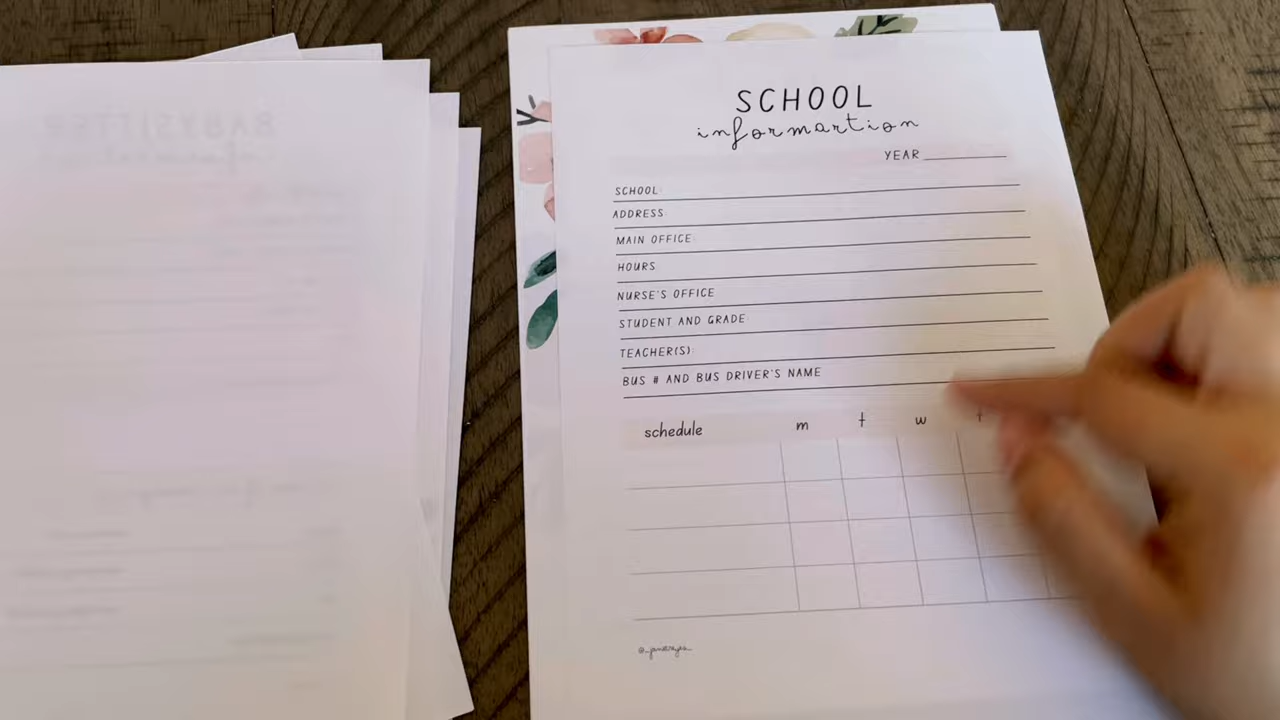 SCHOOL
information
YEAR
SCHOOL:
ADDRESS:
MAIN OFFICE:
HOURS
NURSE'S OFFICE
STUDENT AND GRADE:
TEACHER(S):
BUS # AND BUS DRIVER'S NAME
schedule m t w t
BABYSITTER